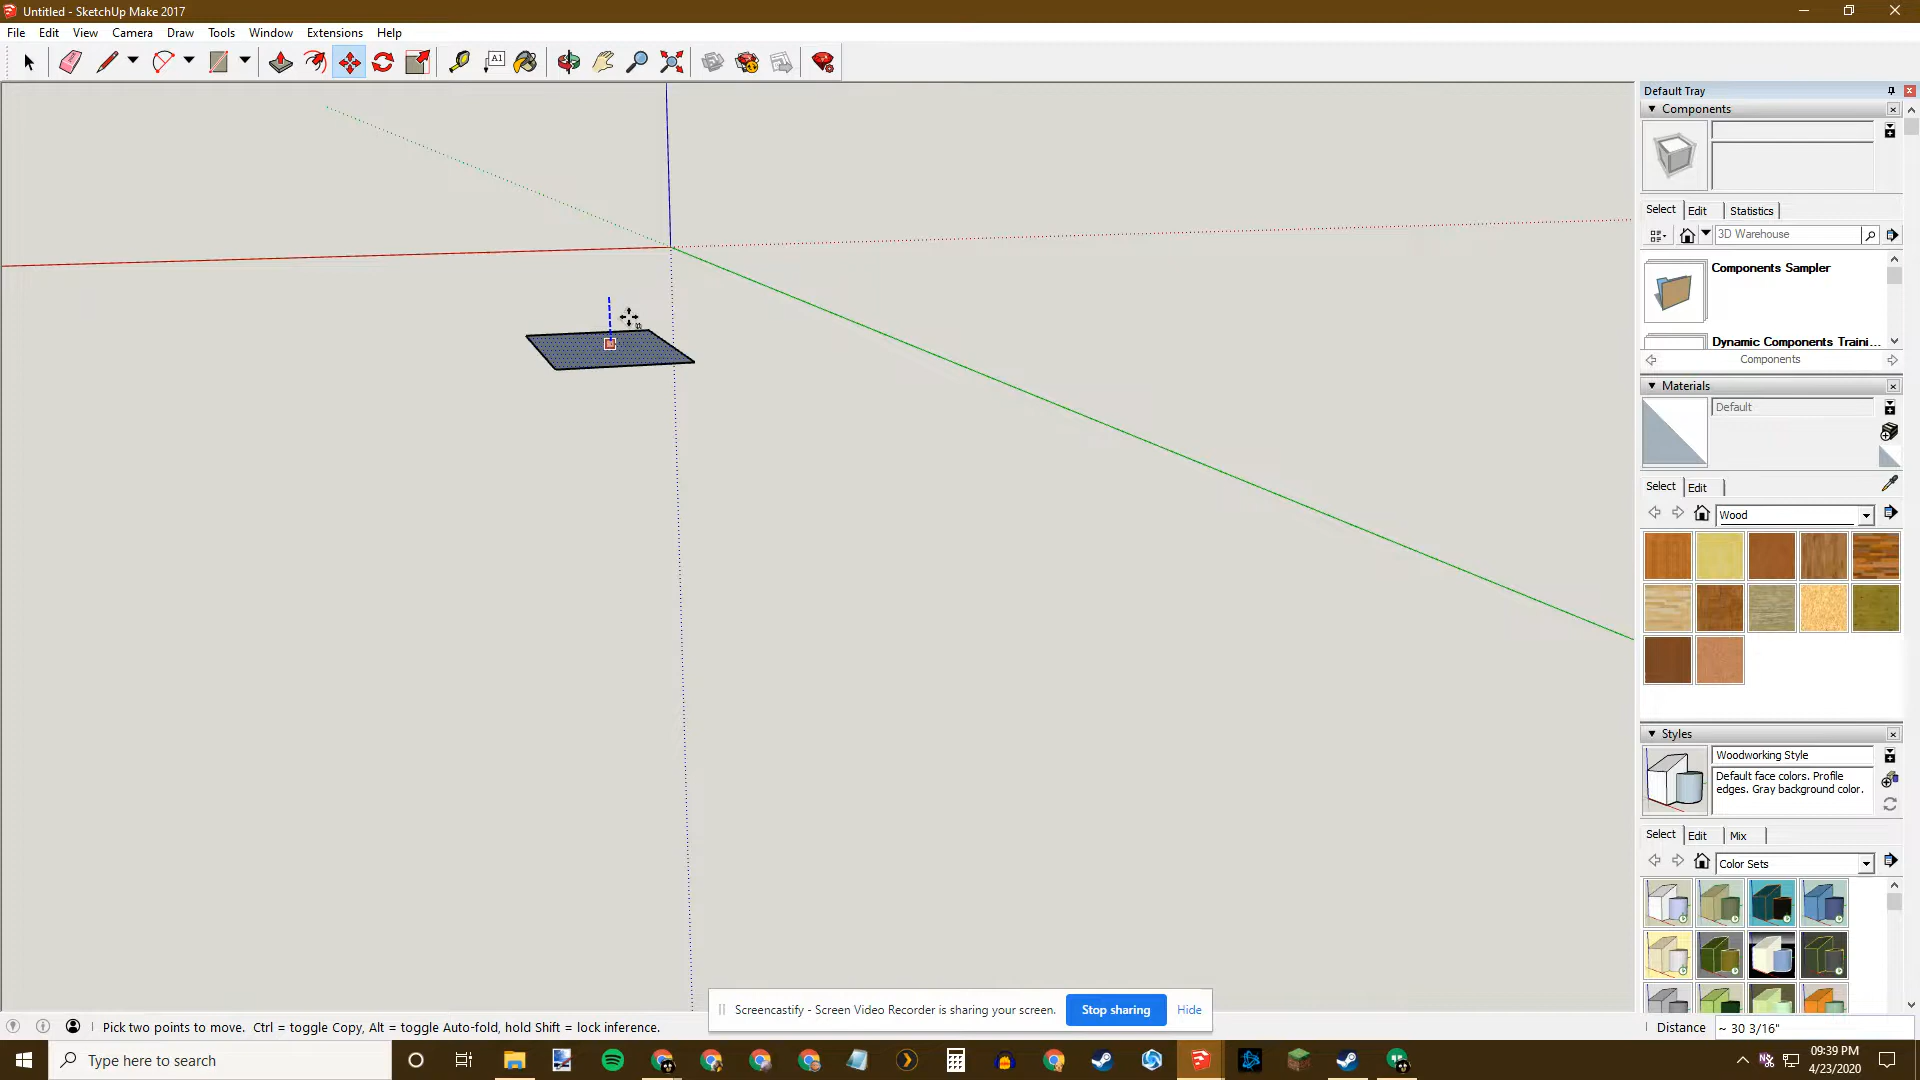 Untitled - SketchUp Make 2017
File Edit View Camera Draw Tools Window Extensions Help
A1
Default Tray
Components
Select Edit Statistics
3D Warehouse
Components Sampler
Dynamic Components Traini...
Components
Materials
Default
Select Edit
Wood
Styles
Woodworking Style
Default face colors. Profile
edges. Gray background color.
Select Edit Mix
Color Sets
Screencastify - Screen Video Recorder is sharing your screen. Stop sharing Hide
Pick two points to move. Ctrl = toggle Copy, Alt = toggle Auto-fold, hold Shift = lock inference.
Distance ~ 30 3/16"
Type here to search
09:39 PM
4/23/2020